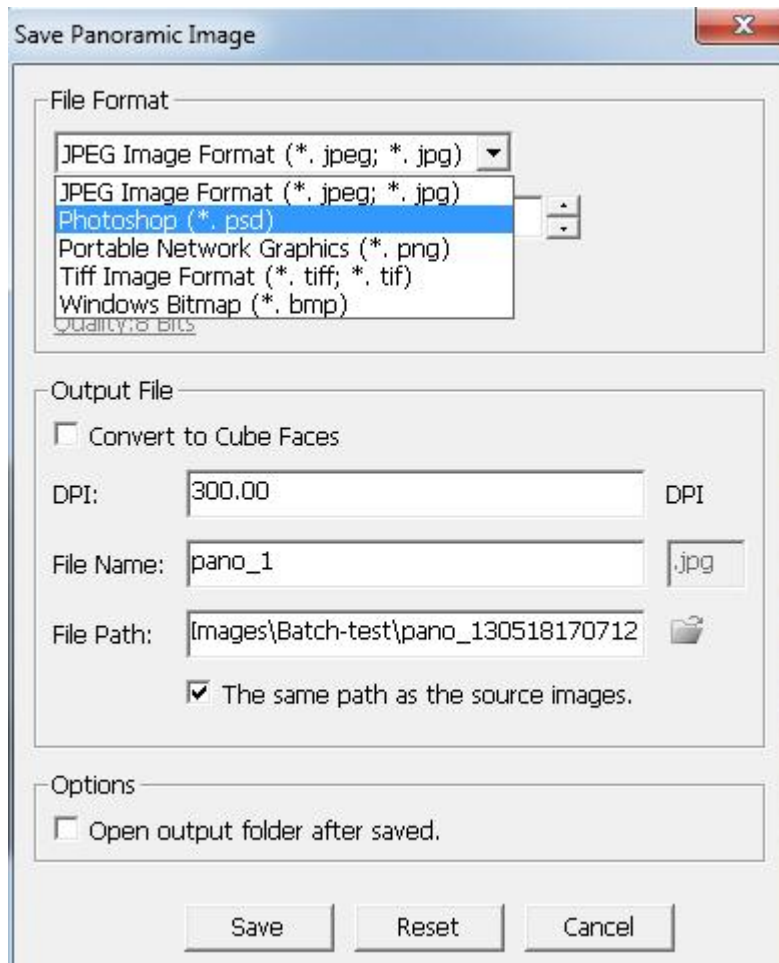 Save Panoramic Image
File Format
JPEG Image Format (*. jpeg; *. jpg)
JPEG Image Format (*. jpeg; *. jpg)
Photoshop (*. psd)
Portable Network Graphics (*. png)
Tiff Image Format (*. tiff; *. tif)
Windows Bitmap (*. bmp)
Quality:8 Bits
Output File
Convert to Cube Faces
DPI: 300.00 DPI
File Name: pano_1 .jpg
File Path: Images\Batch-test\pano_130518170712
The same path as the source images.
Options
Open output folder after saved.
Save Reset Cancel